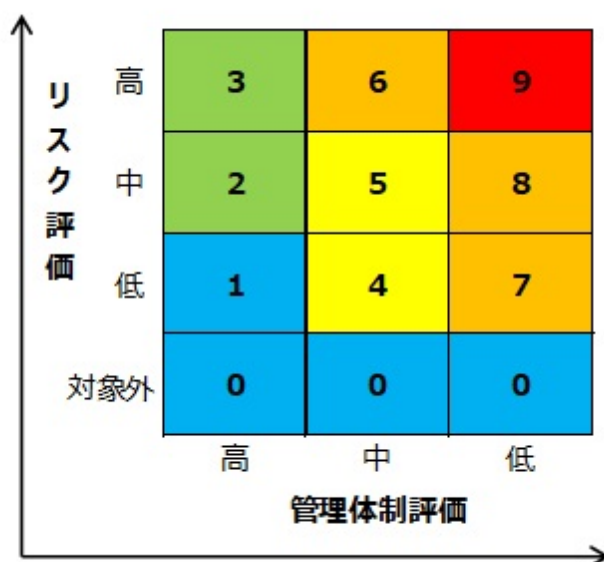 リスク評価
高 3 6 9
中 2 5 8
低 1 4 7
対象外 0 0 0
高 中 低
管理体制評価